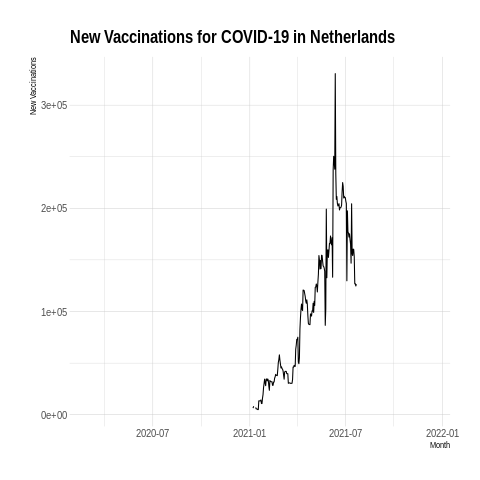 New Vaccinations for COVID-19 in Netherlands
New Vaccinations
3e+05
2e+05
1e+05
0e+00
2020-07 2021-01 2021-07 2022-01
Month